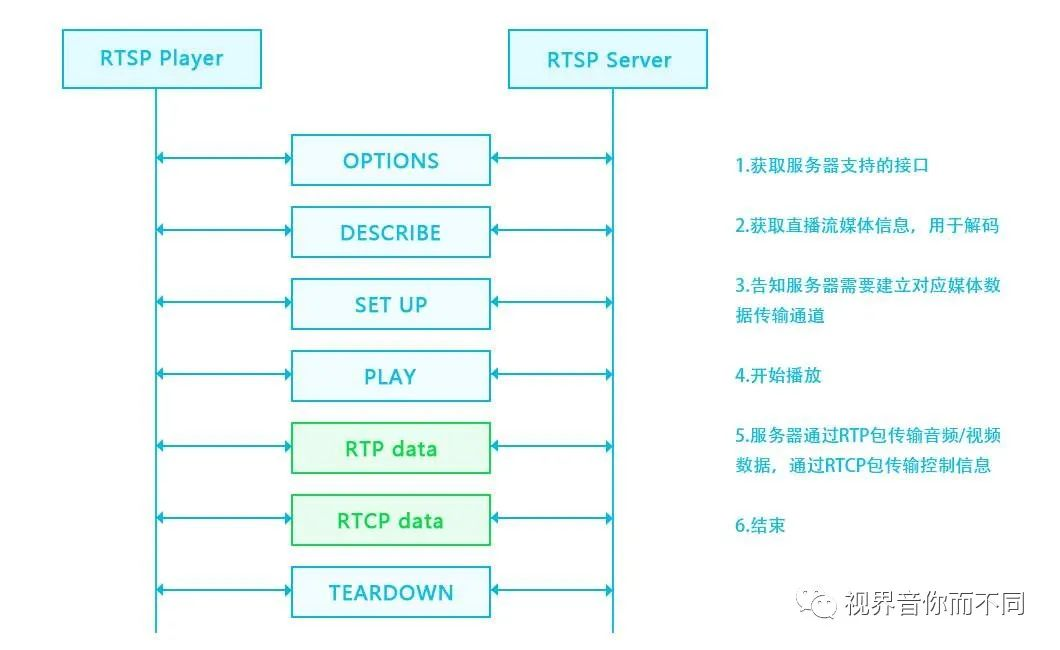 RTSP Player
RTSP Server
OPTIONS
DESCRIBE
SET UP
PLAY
RTP data
RTCP data
TEARDOWN
1.获取服务器支持的接口
2.获取直播流媒体信息，用于解码
3.告知服务器需要建立对应媒体数
据传输通道
4.开始播放
5.服务器通过RTP包传输音频/视频
数据，通过RTCP包传输控制信息
6.结束
视界音你而不同